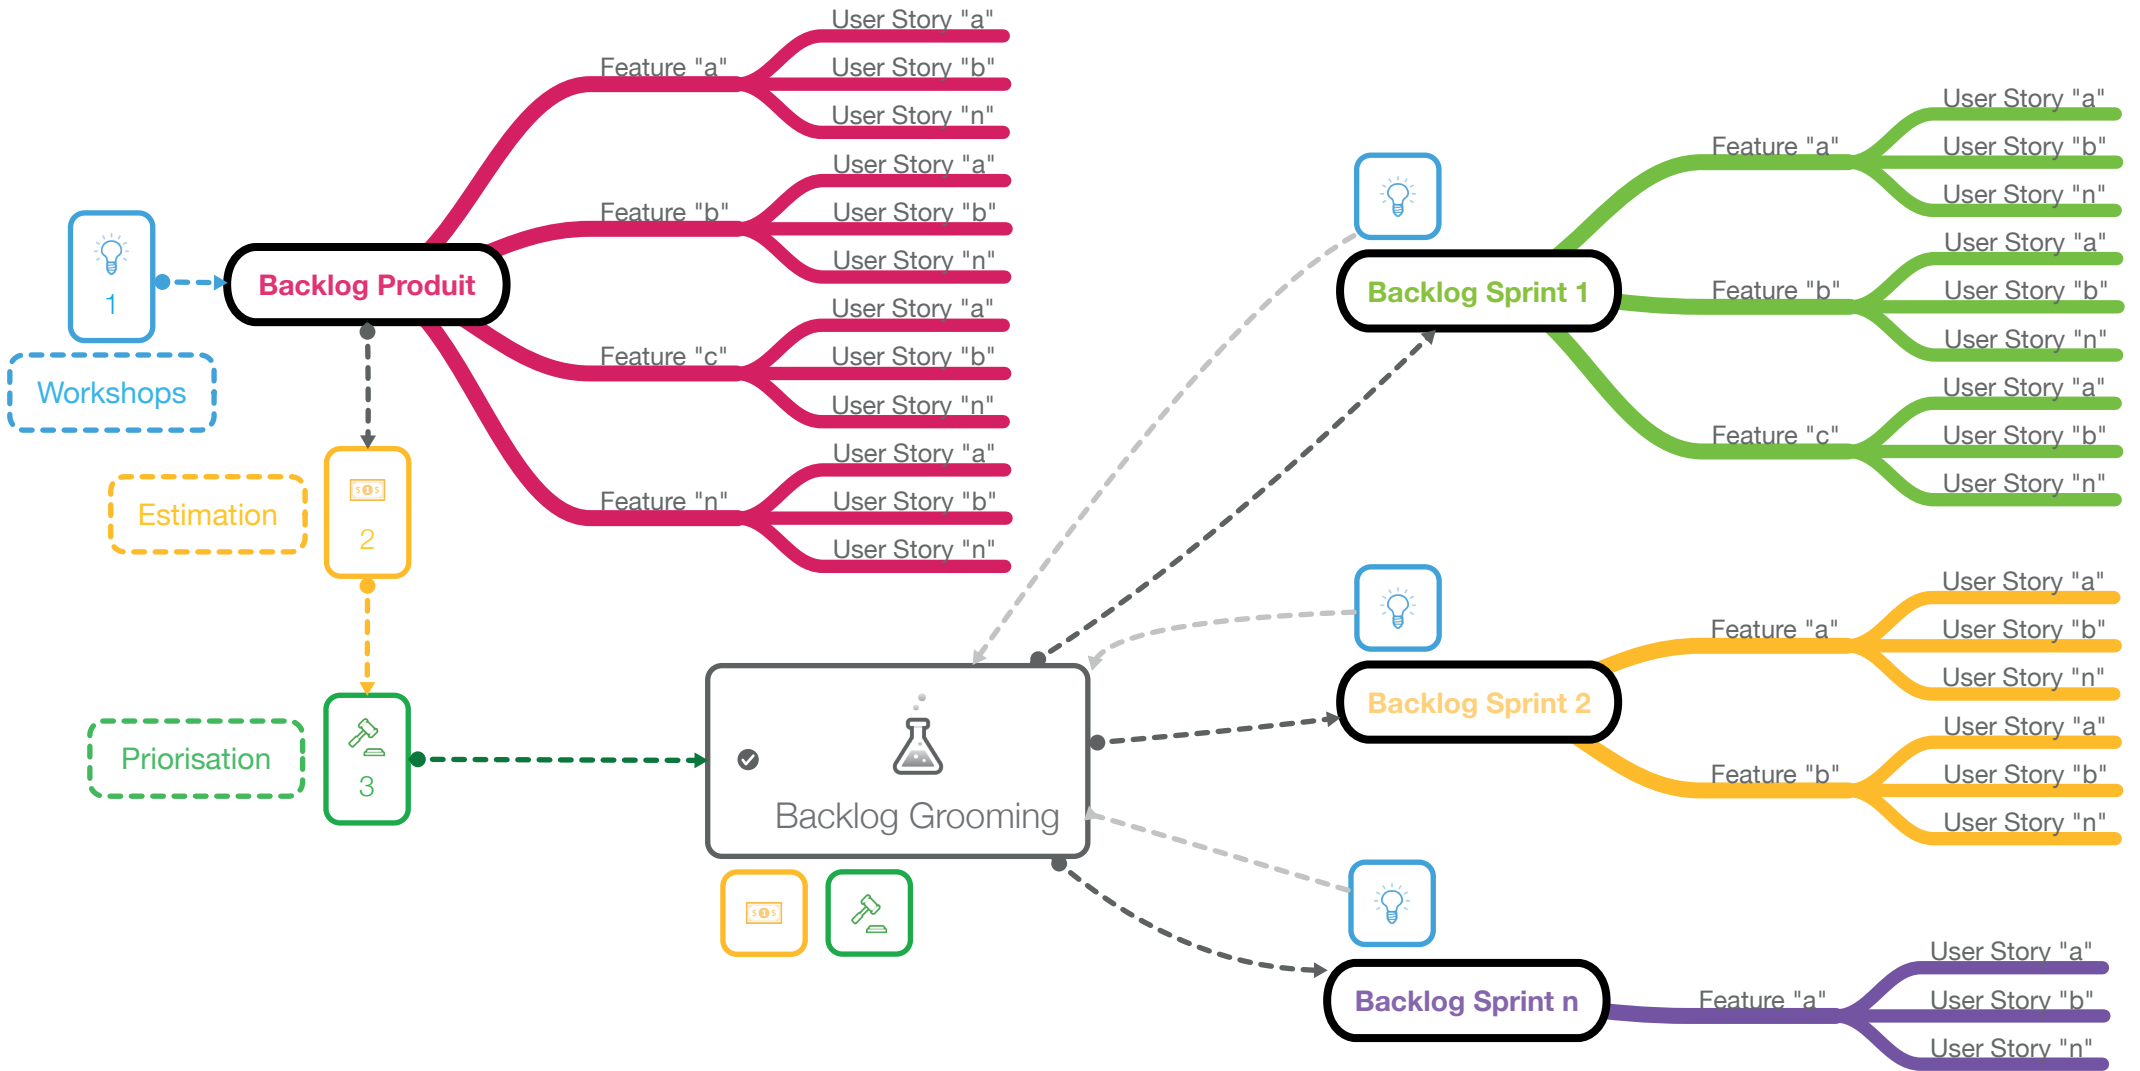 User Story "a"
Feature "a"
User Story "b"
User Story "n"
User Story "a"
Feature "b"
User Story "b"
User Story "n"
1
Backlog Produit
User Story "a"
Feature "c"
User Story "b"
User Story "n"
User Story "a"
Feature "n"
User Story "b"
User Story "n"
Workshops
Estimation
$ 1 $
2
Priorisation
3
Backlog Grooming
$ 1 $
Backlog Sprint 1
User Story "a"
Feature "a"
User Story "b"
User Story "n"
User Story "a"
Feature "b"
User Story "b"
User Story "n"
User Story "a"
Feature "c"
User Story "b"
User Story "n"
Backlog Sprint 2
User Story "a"
Feature "a"
User Story "b"
User Story "n"
User Story "a"
Feature "b"
User Story "b"
User Story "n"
Backlog Sprint n
User Story "a"
Feature "a"
User Story "b"
User Story "n"